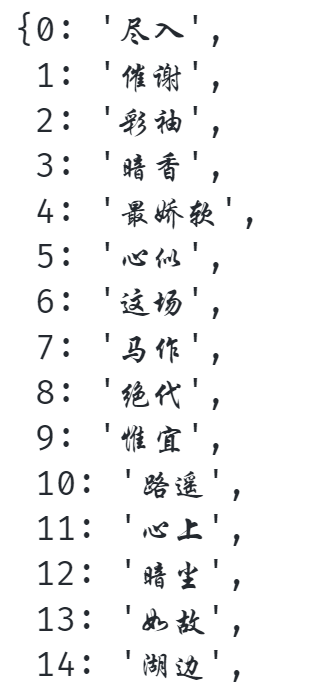 {0: '尽入',
1: '催谢',
2: '彩袖',
3: '暗香',
4: '最娇软',
5: '心似',
6: '这场',
7: '马作',
8: '绝代',
9: '惟宜',
10: '路遥',
11: '心上',
12: '暗尘',
13: '如故',
14: '湖边',